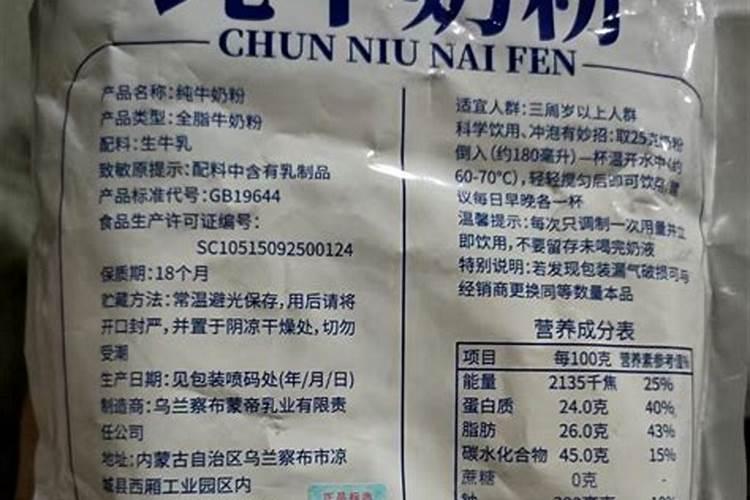 纯牛奶粉
CHUN NIU NAI FEN
产品名称：纯牛奶粉
产品类型：全脂牛奶粉
配料：生牛乳
致敏原提示：配料中含有乳制品
产品标准代号：GB19644
食品生产许可证编号：
SC10515092500124
保质期：18个月
贮藏方法：常温避光保存，用后请将
开口封严，并置于阴凉干燥处，切勿
受潮
生产日期：见包装喷码处(年/月/日)
制造商：乌兰察布蒙帝乳业有限责
任公司
地址：内蒙古自治区乌兰察布市凉
城县西厢工业园区内
适宜人群：三周岁以上人群
科学饮用、冲泡有妙招：取25克奶粉
倒入(约180毫升)一杯温开水中(约
60-70℃)，轻轻搅匀后即可饮
议每日早晚各一杯
温馨提示：每次只调制一次用量并立
即饮用，不要留存未喝完奶液
特别说明：若发现包装漏气破损可与
经销商更换同等数量本品
营养成分表
项目 每100克 营养素参考值%
能量 2135千焦 25%
蛋白质 24.0克 40%
脂肪 26.0克 43%
碳水化合物 45.0克 15%
蔗糖 0克 -
钠
正品标志